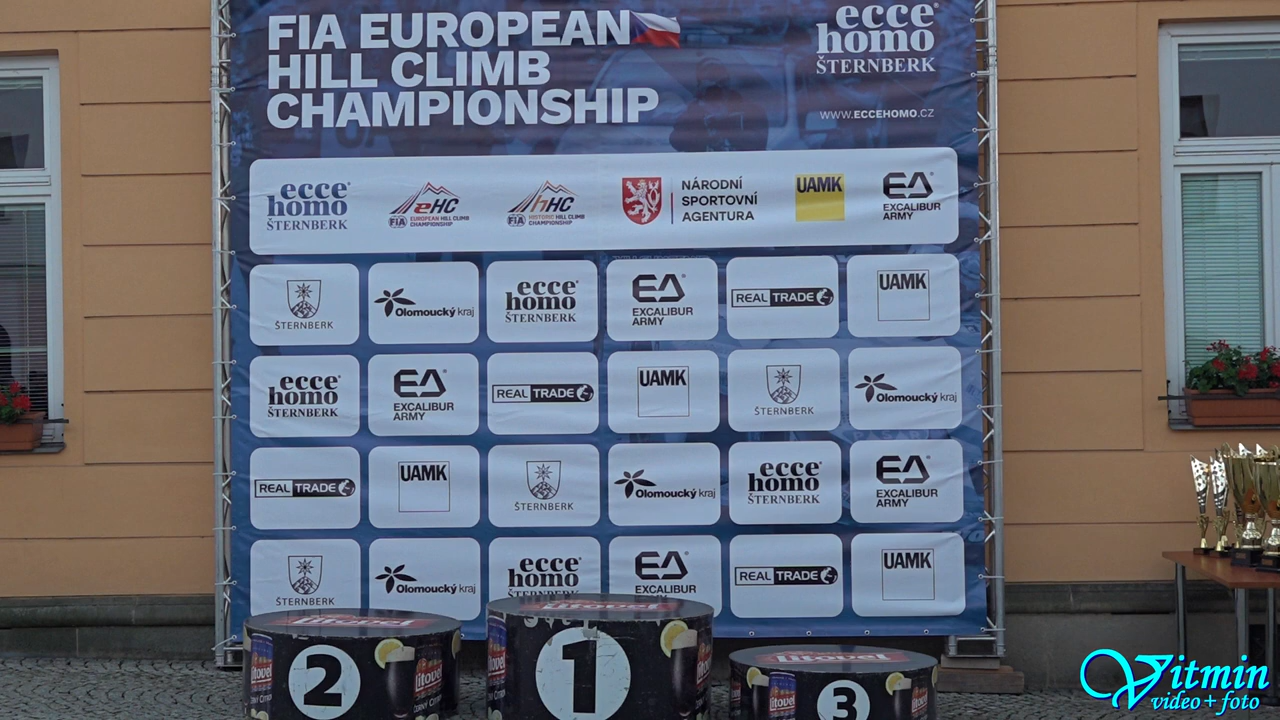 FIA EUROPEAN
HILL CLIMB
CHAMPIONSHIP
ecce
homo
ŠTERNBERK
WWW.ECCEHOMO.CZ
ecce
homo
ŠTERNBERK
eHC
FIA EUROPEAN HILL CLIMB
CHAMPIONSHIP
hHC
FIA HISTORIC HILL CLIMB
CHAMPIONSHIP
NÁRODNÍ
SPORTOVNÍ
AGENTURA
UAMK
EA
EXCALIBUR
ARMY
ŠTERNBERK
Olomoucký kraj
ecce
homo
ŠTERNBERK
EA
EXCALIBUR
ARMY
REAL TRADE
UAMK
ecce
homo
ŠTERNBERK
EA
EXCALIBUR
ARMY
REAL TRADE
UAMK
ŠTERNBERK
Olomoucký kraj
REAL TRADE
UAMK
ŠTERNBERK
Olomoucký kraj
ecce
homo
ŠTERNBERK
EA
EXCALIBUR
ARMY
ŠTERNBERK
Olomoucký kraj
ecce
homo
EA
EXCALIBUR
REAL TRADE
UAMK
Litovel
Litovel
Litovel
2
1
3
Vitmin
video+foto